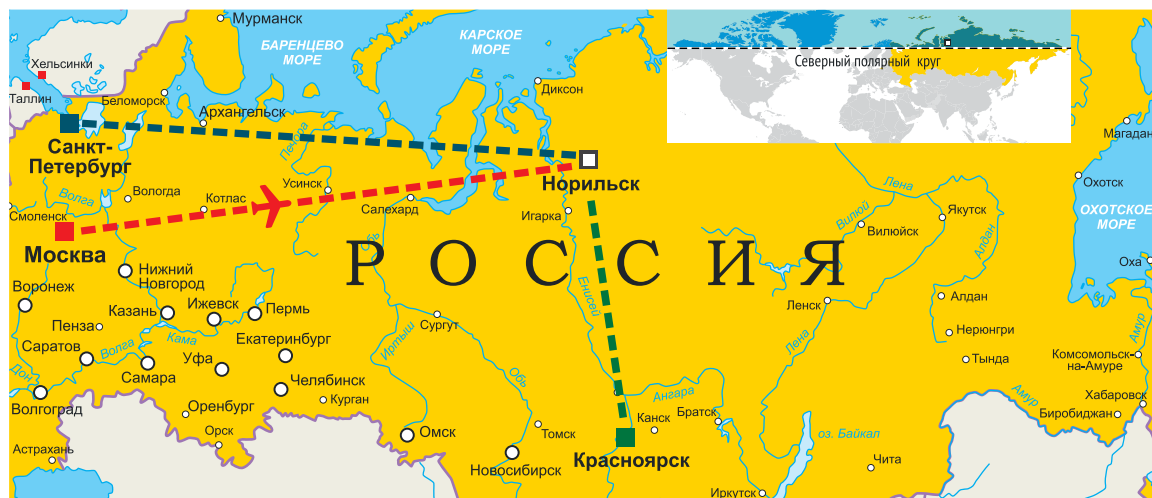 Мурманск
БАРЕНЦЕВО
МОРЕ
КАРСКОЕ
МОРЕ
Северный полярный круг
Хельсинки
Таллин
Беломорск
Архангельск
Диксон
Магадан
Санкт-
Петербург
Печора
Норильск
Усинск
Вологда
Волга
Котлас
Салехард
Игарка
Лена
Вилюй
Якутск
Вилюйск
Алдан
Охотск
ОХОТСКОЕ
МОРЕ
Смоленск
Москва
Обь
РОССИЯ
Оха
Нижний
Новгород
Воронеж
Казань
Ижевск
Пермь
Енисей
Ленск
Алдан
Пенза
Сургут
Нерюнгри
Амур
Саратов
Волга
Кама
Екатеринбург
Иртыш
Лена
Тында
Комсомольск-
на-Амуре
Дон
Самара
Уфа
Челябинск
Обь
Ангара
Амур
Хабаровск
Волгоград
Оренбург
Курган
Канск
Братск
Биробиджан
Орск
Омск
Томск
оз. Байкал
Астрахань
Новосибирск
Красноярск
Чита
Иркутск